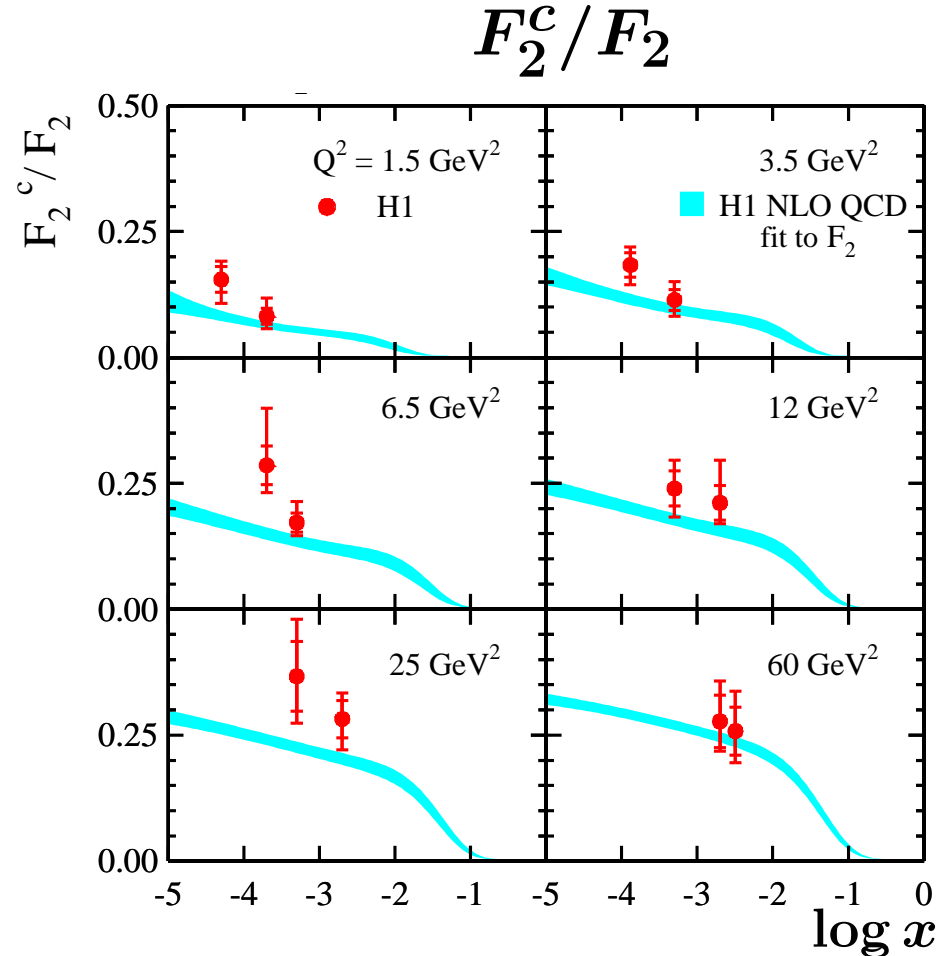 F₂ᶜ/F₂
F₂ ᶜ/ F₂
0.50
Q² = 1.5 GeV²
3.5 GeV²
H1
H1 NLO QCD
fit to F₂
0.25
0.00
6.5 GeV²
12 GeV²
0.25
0.00
25 GeV²
60 GeV²
0.25
0.00
-5 -4 -3 -2 -1 -5 -4 -3 -2 -1 0
log x